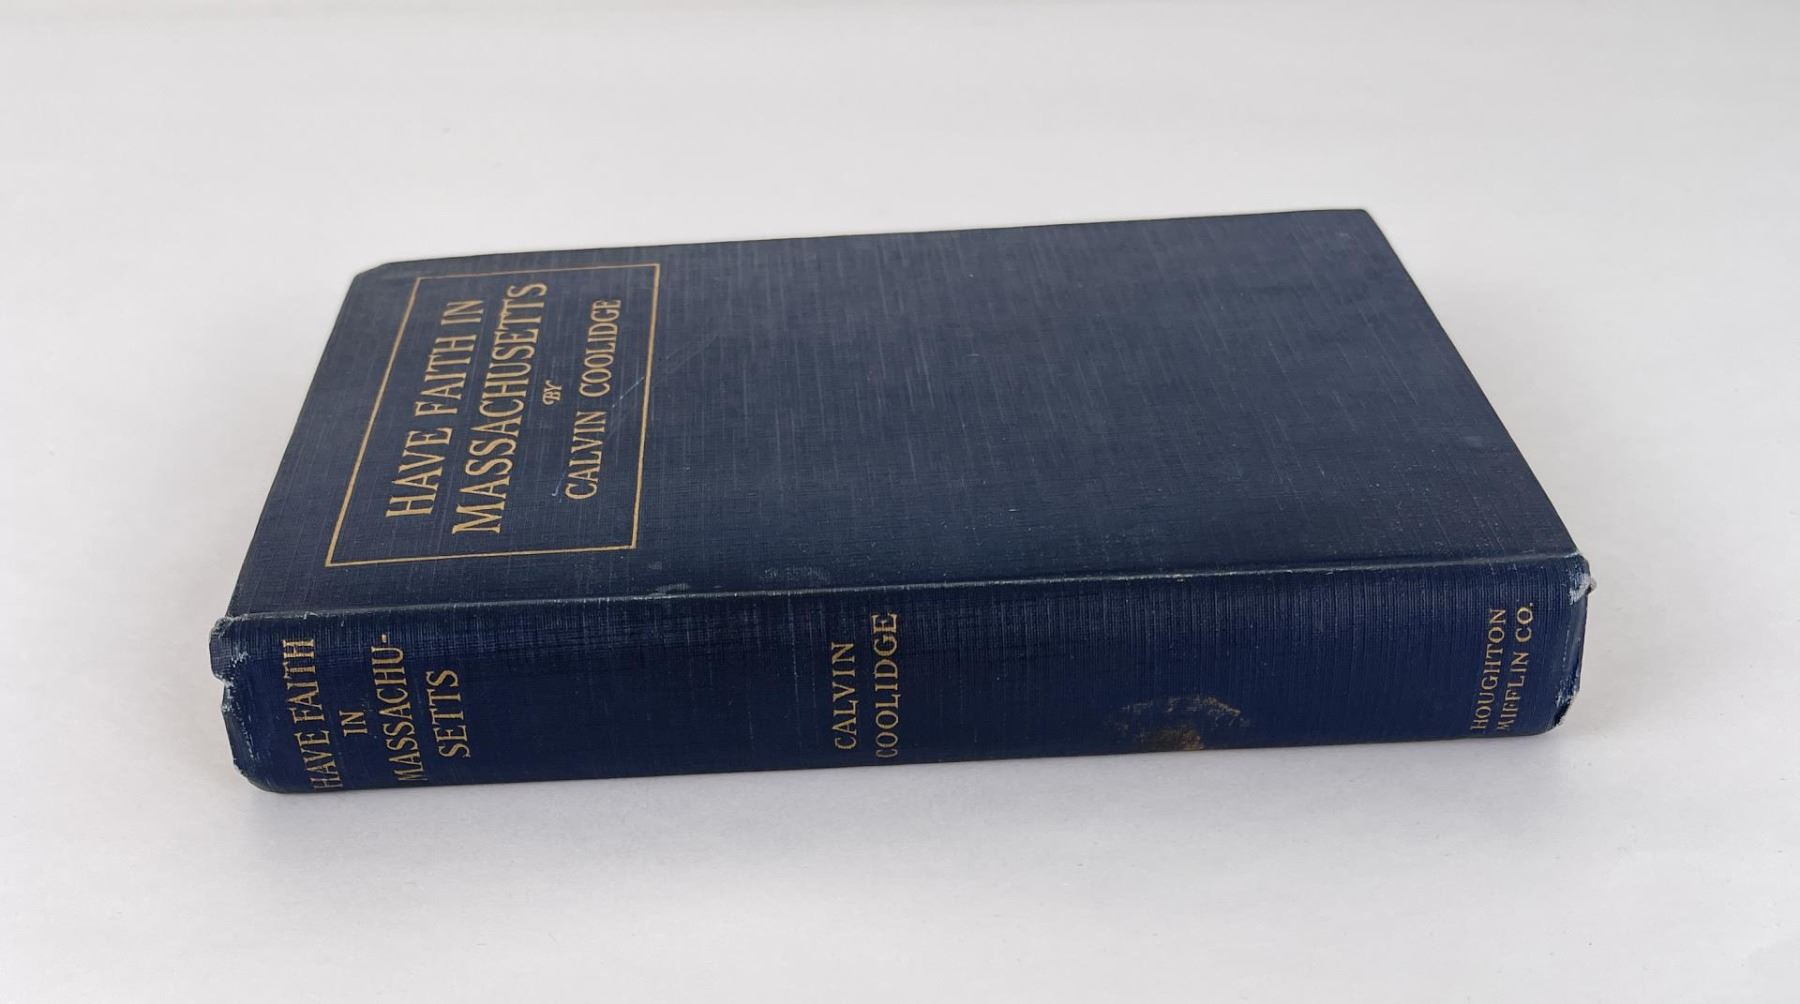 HAVE FAITH IN
MASSACHUSETTS
BY
CALVIN COOLIDGE
HAVE FAITH
IN
MASSACHU-
SETTS
CALVIN
COOLIDGE
HOUGHTON
MIFFLIN CO.